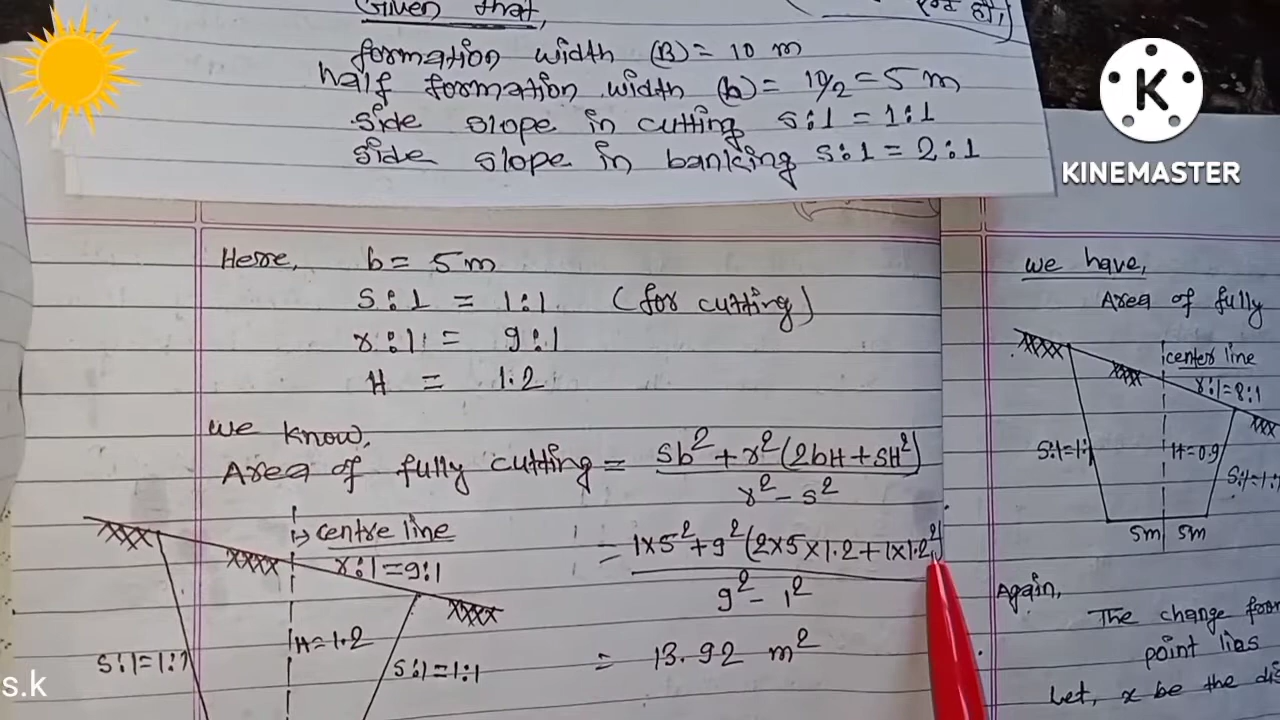 Given that,
हो,)
formation width (B) = 10 m
half formation width (b) = 10/2 = 5 m
side slope in cutting s:1 = 1:1
side slope in banking s:1 = 2:1
K
KINEMASTER
Here, b = 5 m
s:1 = 1:1 (for cutting)
r:1 = 9:1
H = 1.2
we know,
Area of fully cutting = sb² + r²(2bH + sH²) / r² - s²
= 1×5² + 9²(2×5×1.2 + 1×1.2²) / 9² - 1²
= 13.92 m²
centre line
r:1 = 9:1
H = 1.2
s:1 = 1:1
s:1 = 1:1
s.k
we have,
Area of fully
center line
r:1 = 8:1
s:1 = 1:1
H = 0.9
s:1 = 1:
5m 5m
Again,
The change
point lies
Let, x be the